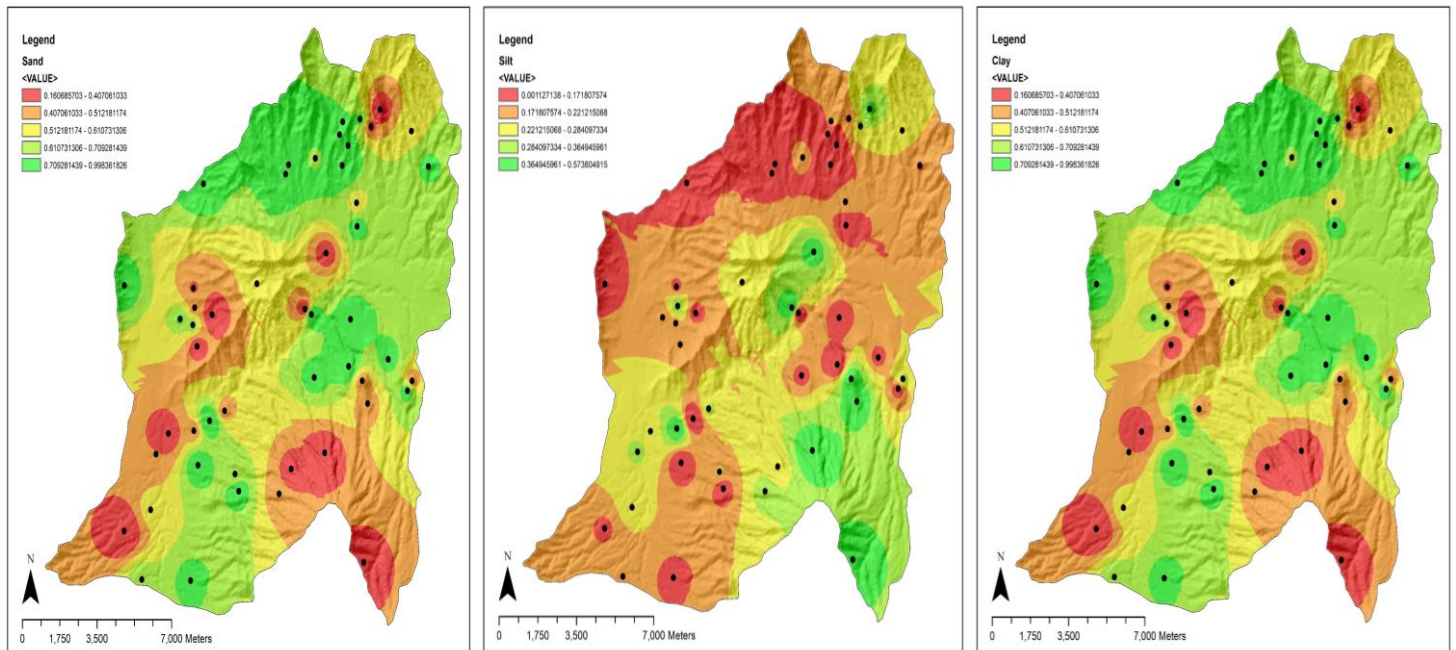 Legend
Sand
<VALUE>
0.160685703 - 0.407061033
0.407061033 - 0.512181174
0.512181174 - 0.610731306
0.610731306 - 0.709281439
0.709281439 - 0.998361826
N
0 1,750 3,500 7,000 Meters
Legend
Silt
<VALUE>
0.001127138 - 0.171807574
0.171807574 - 0.221215068
0.221215068 - 0.284097334
0.284097334 - 0.364945961
0.364945961 - 0.573804915
N
0 1,750 3,500 7,000 Meters
Legend
Clay
<VALUE>
0.160685703 - 0.407061033
0.407061033 - 0.512181174
0.512181174 - 0.610731306
0.610731306 - 0.709281439
0.709281439 - 0.998361826
N
0 1,750 3,500 7,000 Meters